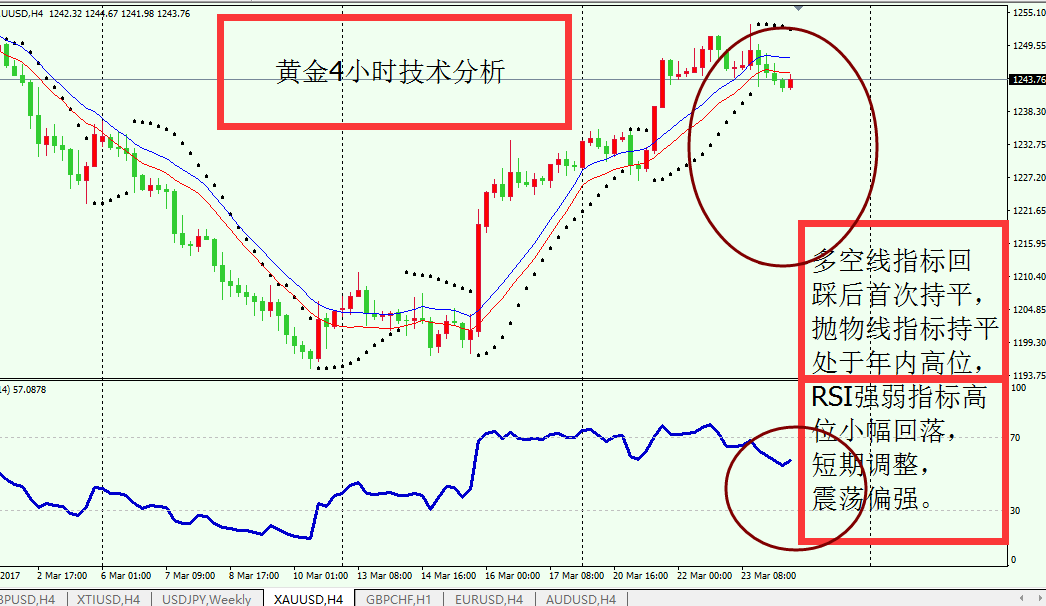 UUSD,H4 1242.32 1244.67 1241.98 1243.76
黄金4小时技术分析
1255.10
1249.55
1243.76
1238.30
1232.75
1227.20
1221.65
1215.95
1210.40
1204.85
1199.30
1193.75
多空线指标回
踩后首次持平，
抛物线指标持平
处于年内高位，
14) 57.0878
100
RSI强弱指标高
位小幅回落，
70
短期调整，
震荡偏强。
30
0
2017 2 Mar 17:00 6 Mar 01:00 7 Mar 09:00 8 Mar 17:00 10 Mar 01:00 13 Mar 08:00 14 Mar 16:00 16 Mar 00:00 17 Mar 08:00 20 Mar 16:00 22 Mar 00:00 23 Mar 08:00
BPUSD,H4 XTIUSD,H4 USDJPY,Weekly XAUUSD,H4 GBPCHF,H1 EURUSD,H4 AUDUSD,H4